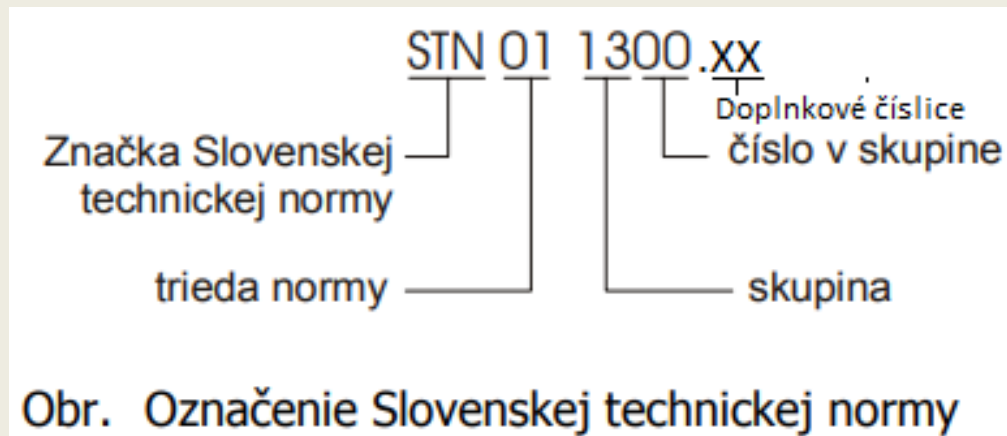 STN 01 1300.XX
Doplnkové číslice
Značka Slovenskej
technickej normy
číslo v skupine
trieda normy
skupina
Obr. Označenie Slovenskej technickej normy